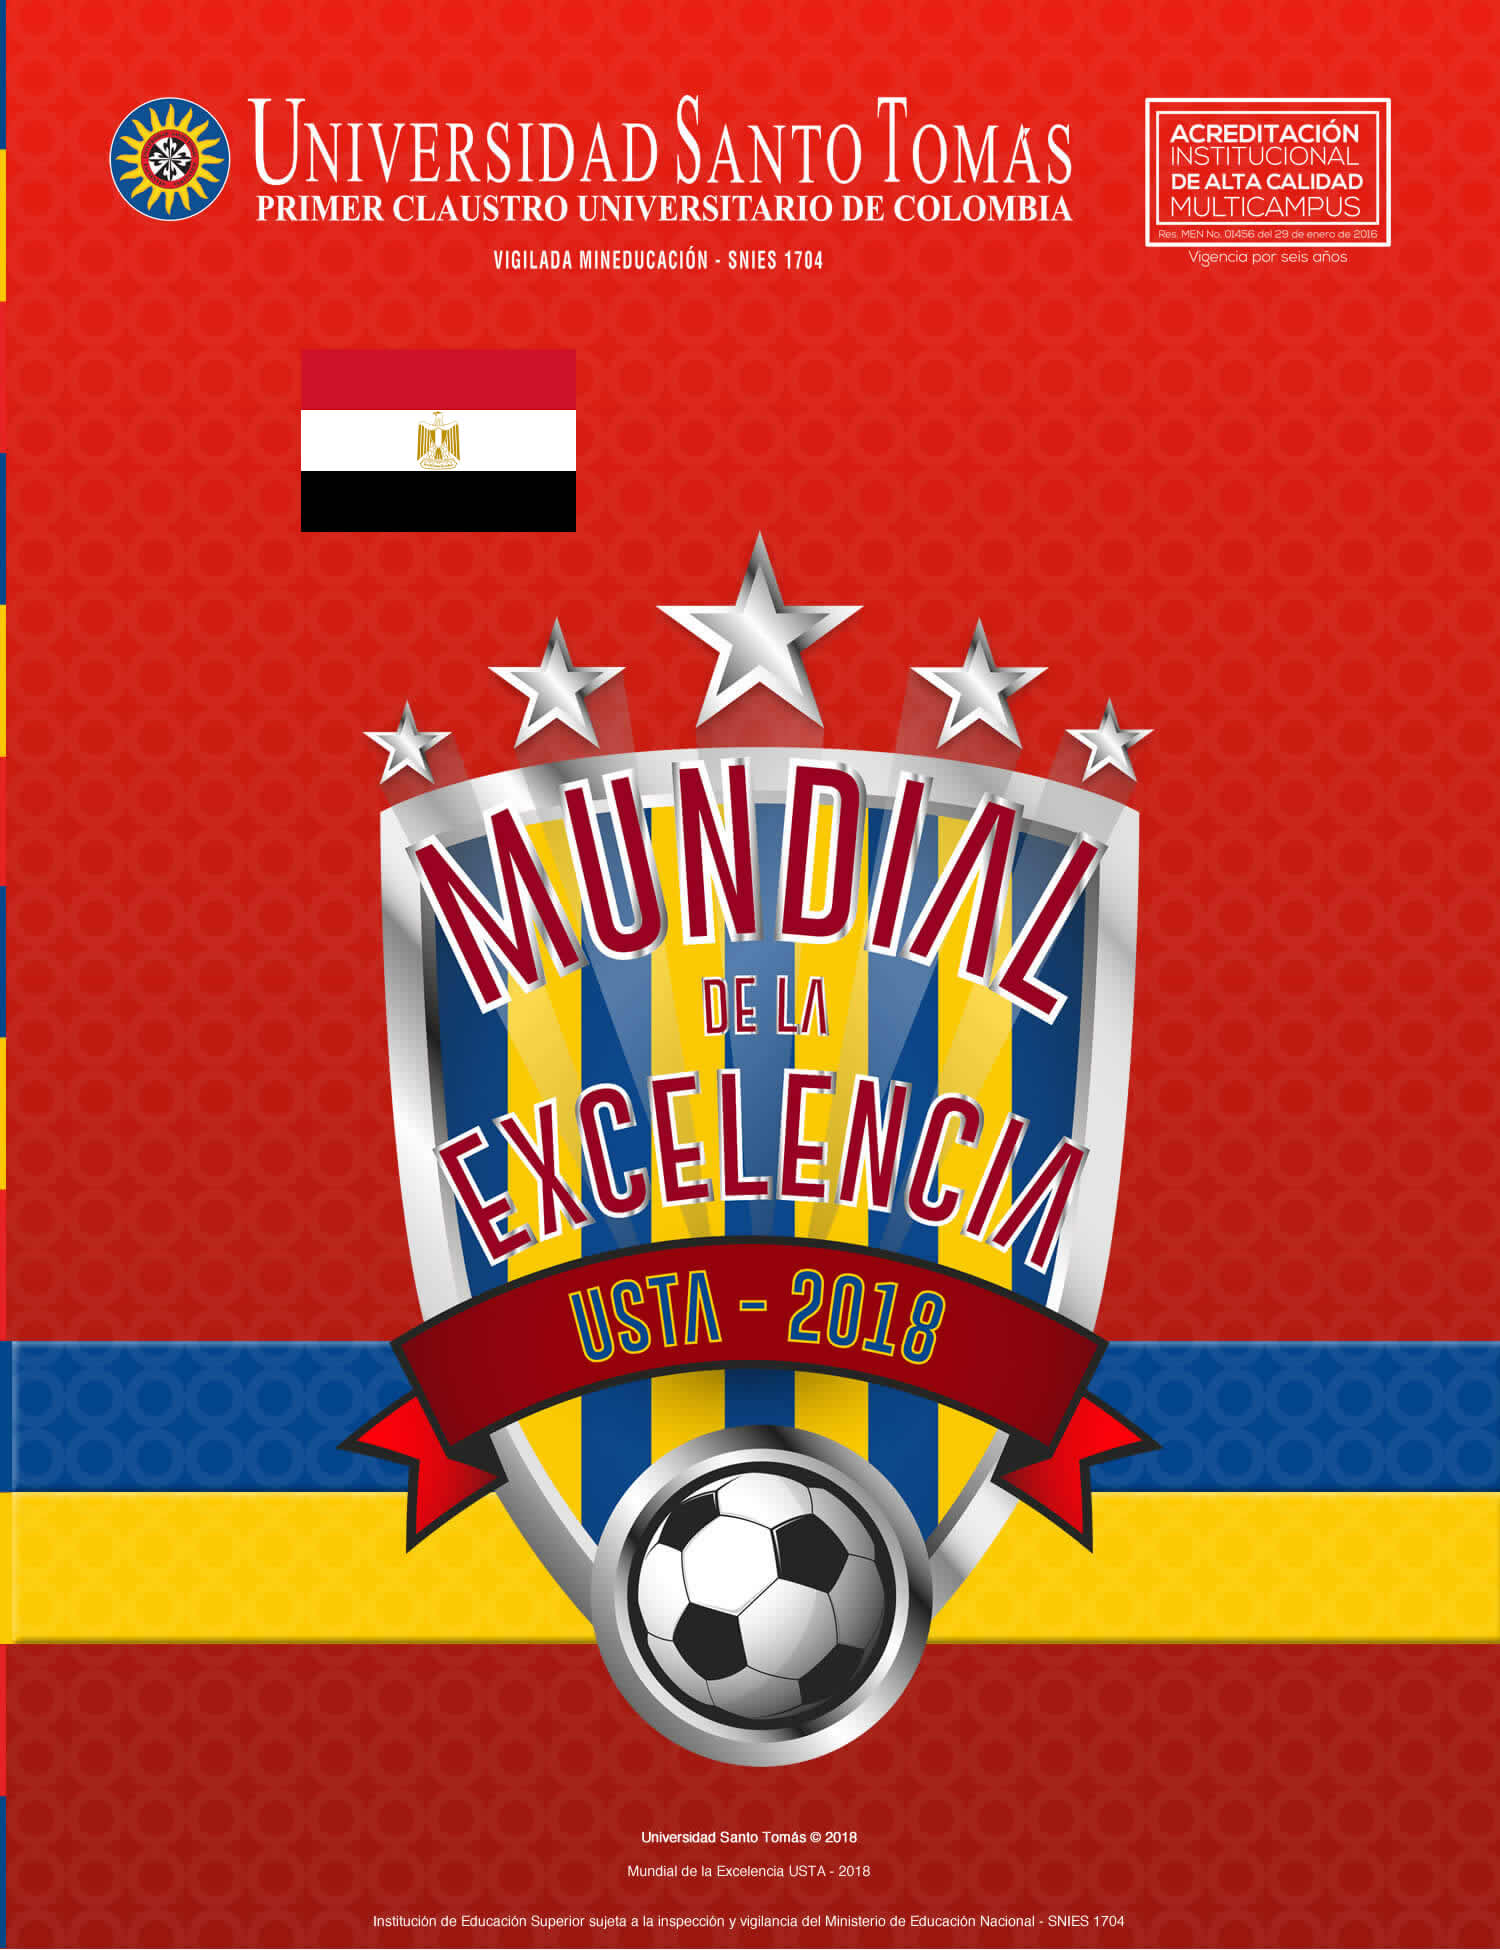 UNIVERSIDAD SANTO TOMÁS
PRIMER CLAUSTRO UNIVERSITARIO DE COLOMBIA
VIGILADA MINEDUCACIÓN - SNIES 1704
ACREDITACIÓN
INSTITUCIONAL
DE ALTA CALIDAD
MULTICAMPUS
Res. MEN No. 01456 del 29 de enero de 2016
Vigencia por seis años
MUNDIAL
DE LA
EXCELENCIA
USTA - 2018
Universidad Santo Tomás © 2018
Mundial de la Excelencia USTA - 2018
Institución de Educación Superior sujeta a la inspección y vigilancia del Ministerio de Educación Nacional - SNIES 1704